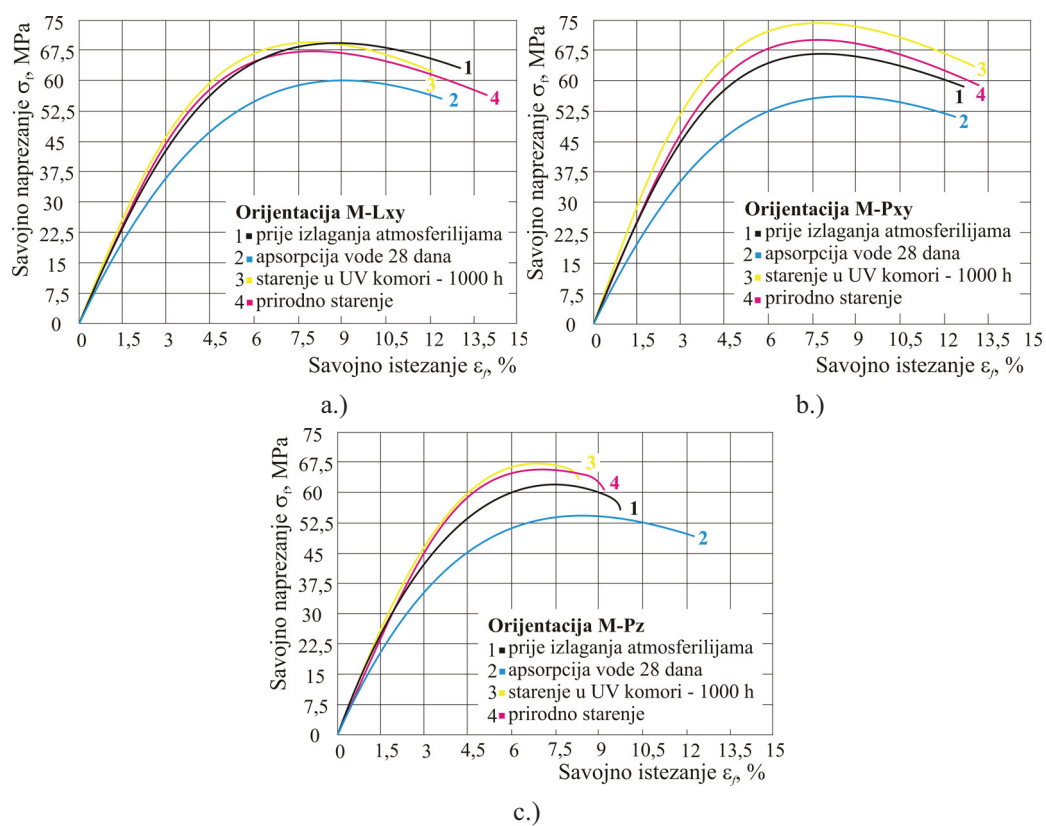 Savojno naprezanje σf, MPa
75
67,5
60
52,5
45
37,5
30
22,5
15
7,5
0
1
3
2
4
Orijentacija M-Lxy
1 prije izlaganja atmosferilijama
2 apsorpcija vode 28 dana
3 starenje u UV komori - 1000 h
4 prirodno starenje
0 1,5 3 4,5 6 7,5 9 10,5 12 13,5 15
Savojno istezanje εf, %
a.)
Savojno naprezanje σf, MPa
75
67,5
60
52,5
45
37,5
30
22,5
15
7,5
0
3
4
1
2
Orijentacija M-Pxy
1 prije izlaganja atmosferilijama
2 apsorpcija vode 28 dana
3 starenje u UV komori - 1000 h
4 prirodno starenje
0 1,5 3 4,5 6 7,5 9 10,5 12 13,5 15
Savojno istezanje εf, %
b.)
Savojno naprezanje σf, MPa
75
67,5
60
52,5
45
37,5
30
22,5
15
7,5
0
3
4
1
2
Orijentacija M-Pz
1 prije izlaganja atmosferilijama
2 apsorpcija vode 28 dana
3 starenje u UV komori - 1000 h
4 prirodno starenje
0 1,5 3 4,5 6 7,5 9 10,5 12 13,5 15
Savojno istezanje εf, %
c.)